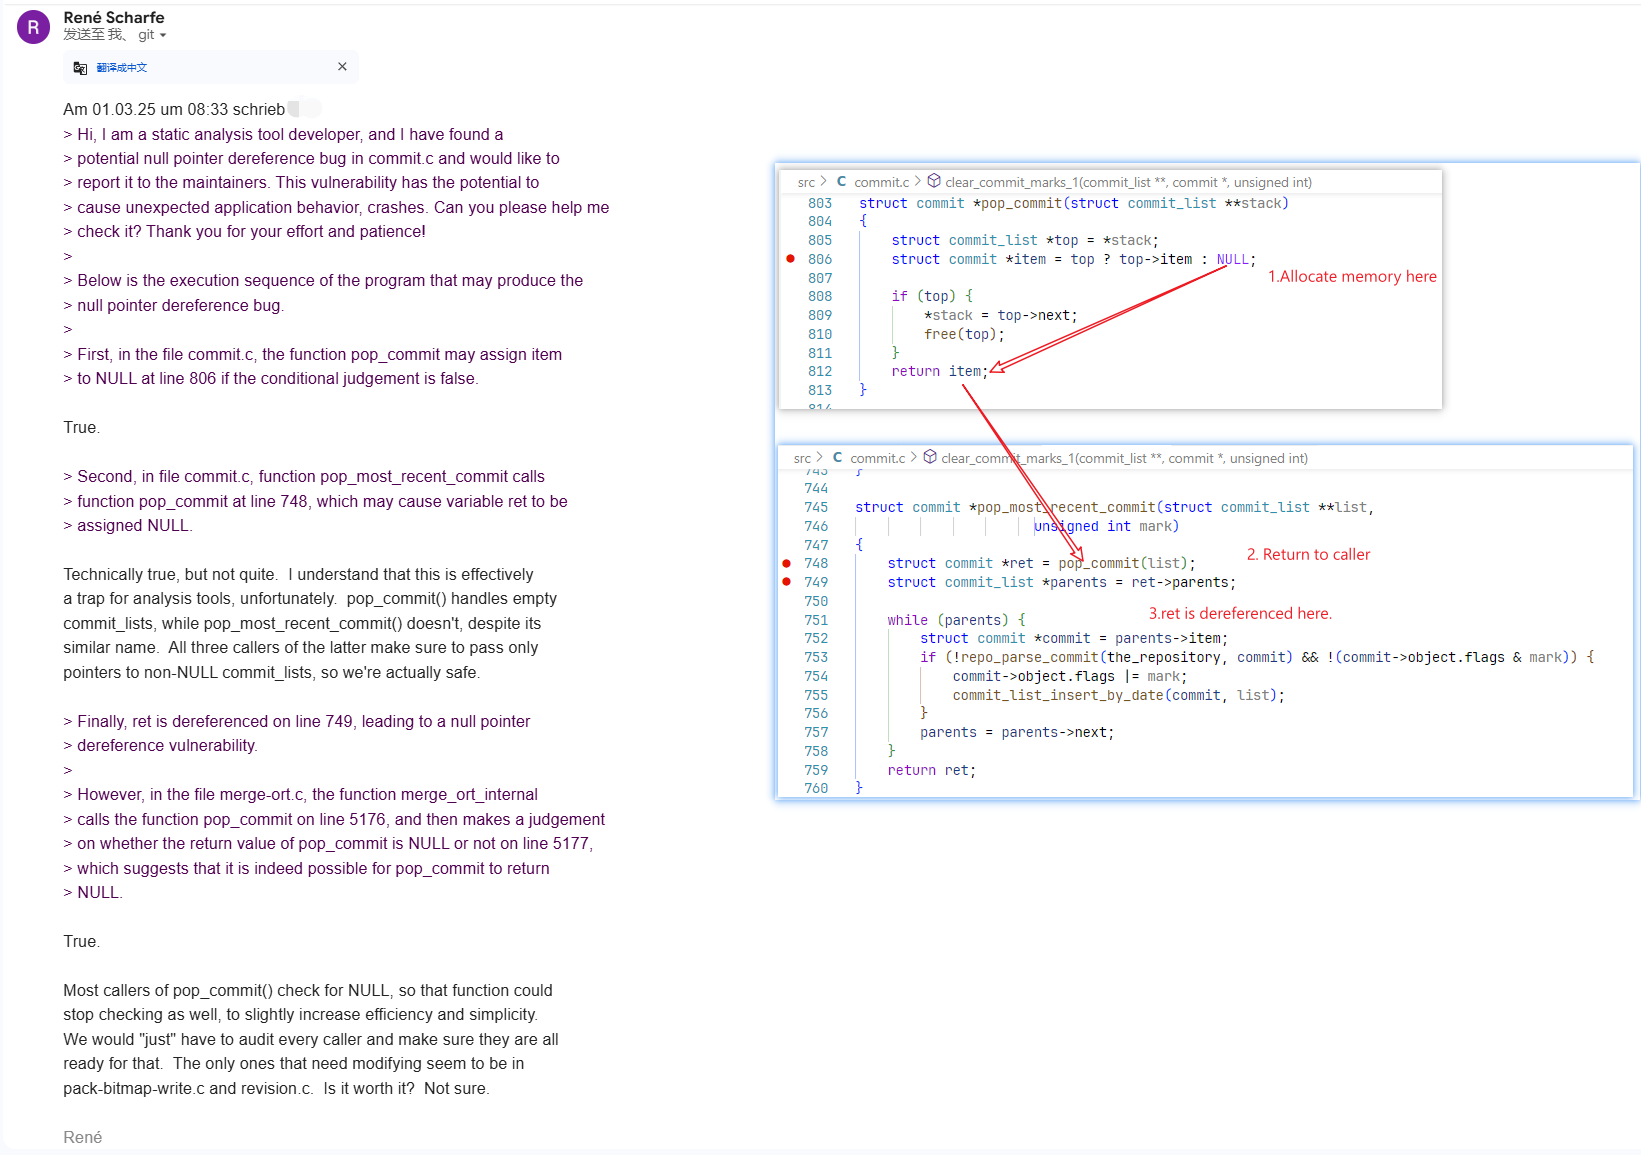 R
René Scharfe
发送至 我、 git
翻译成中文
Am 01.03.25 um 08:33 schrieb
> Hi, I am a static analysis tool developer, and I have found a
> potential null pointer dereference bug in commit.c and would like to
> report it to the maintainers. This vulnerability has the potential to
> cause unexpected application behavior, crashes. Can you please help me
> check it? Thank you for your effort and patience!
>
> Below is the execution sequence of the program that may produce the
> null pointer dereference bug.
>
> First, in the file commit.c, the function pop_commit may assign item
> to NULL at line 806 if the conditional judgement is false.
True.
> Second, in file commit.c, function pop_most_recent_commit calls
> function pop_commit at line 748, which may cause variable ret to be
> assigned NULL.
Technically true, but not quite.  I understand that this is effectively
a trap for analysis tools, unfortunately.  pop_commit() handles empty
commit_lists, while pop_most_recent_commit() doesn't, despite its
similar name.  All three callers of the latter make sure to pass only
pointers to non-NULL commit_lists, so we're actually safe.
> Finally, ret is dereferenced on line 749, leading to a null pointer
> dereference vulnerability.
>
> However, in the file merge-ort.c, the function merge_ort_internal
> calls the function pop_commit on line 5176, and then makes a judgement
> on whether the return value of pop_commit is NULL or not on line 5177,
> which suggests that it is indeed possible for pop_commit to return
> NULL.
True.
Most callers of pop_commit() check for NULL, so that function could
stop checking as well, to slightly increase efficiency and simplicity.
We would "just" have to audit every caller and make sure they are all
ready for that.  The only ones that need modifying seem to be in
pack-bitmap-write.c and revision.c.  Is it worth it?  Not sure.
René
src > C commit.c > clear_commit_marks_1(commit_list **, commit *, unsigned int)
803 struct commit *pop_commit(struct commit_list **stack)
804 {
805     struct commit_list *top = *stack;
806     struct commit *item = top ? top->item : NULL;
807
1.Allocate memory here
808     if (top) {
809         *stack = top->next;
810         free(top);
811     }
812     return item;
813 }
814
src > C commit.c > clear_commit_marks_1(commit_list **, commit *, unsigned int)
743 }
744
745 struct commit *pop_most_recent_commit(struct commit_list **list,
746                     unsigned int mark)
747 {
2. Return to caller
748     struct commit *ret = pop_commit(list);
749     struct commit_list *parents = ret->parents;
750
3.ret is dereferenced here.
751     while (parents) {
752         struct commit *commit = parents->item;
753         if (!repo_parse_commit(the_repository, commit) && !(commit->object.flags & mark)) {
754             commit->object.flags |= mark;
755             commit_list_insert_by_date(commit, list);
756         }
757         parents = parents->next;
758     }
759     return ret;
760 }